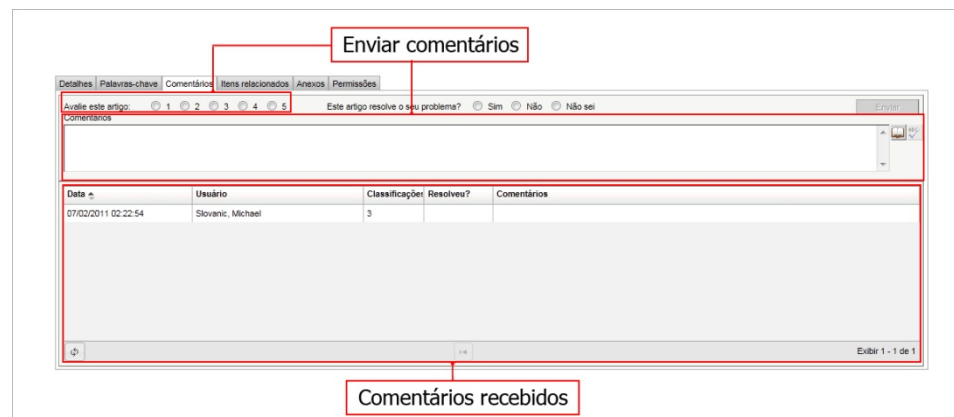 Enviar comentários
Detalhes Palavras-chave Comentários Itens relacionados Anexos Permissões
Avalie este artigo: 1 2 3 4 5 Este artigo resolve o seu problema? Sim Não Não sei Enviar
Comentários
Data Usuário Classificações Resolveu? Comentários
07/02/2011 02:22:54 Slovanic, Michael 3
Exibir 1 - 1 de 1
Comentários recebidos